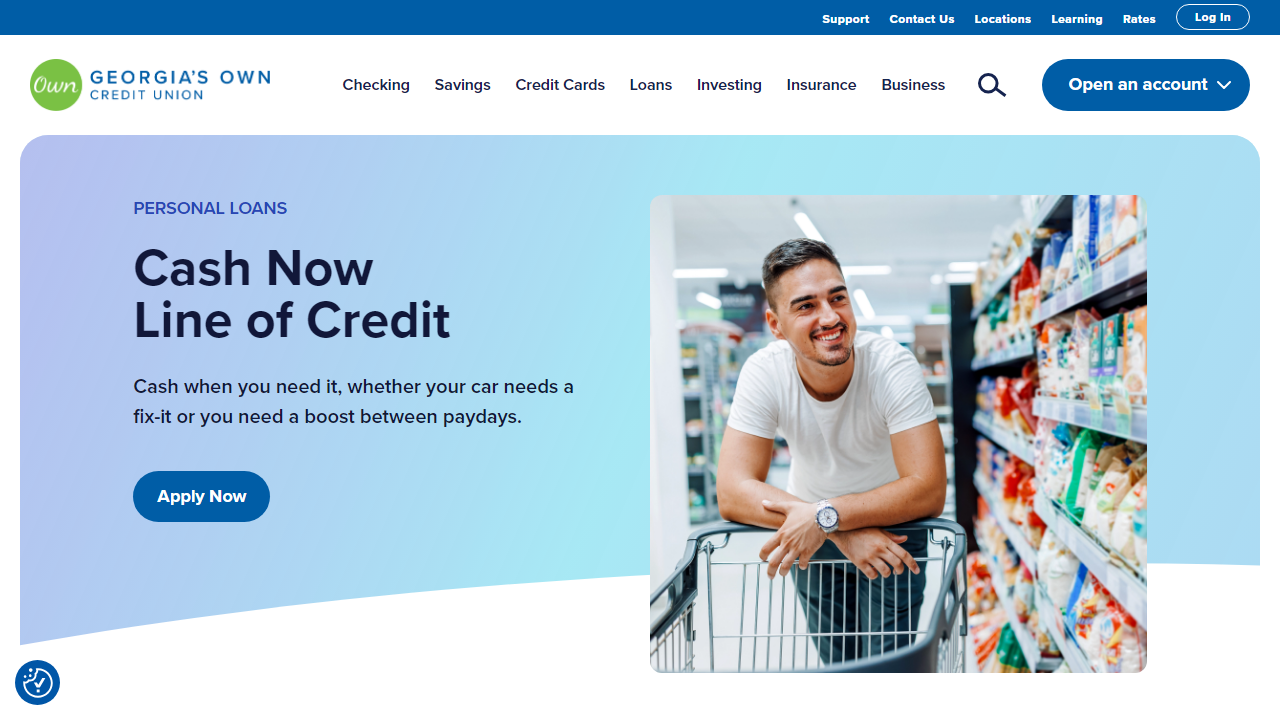 Support Contact Us Locations Learning Rates Log In
Own GEORGIA'S OWN
CREDIT UNION
Checking Savings Credit Cards Loans Investing Insurance Business Open an account
PERSONAL LOANS
Cash Now
Line of Credit
Cash when you need it, whether your car needs a
fix-it or you need a boost between paydays.
Apply Now